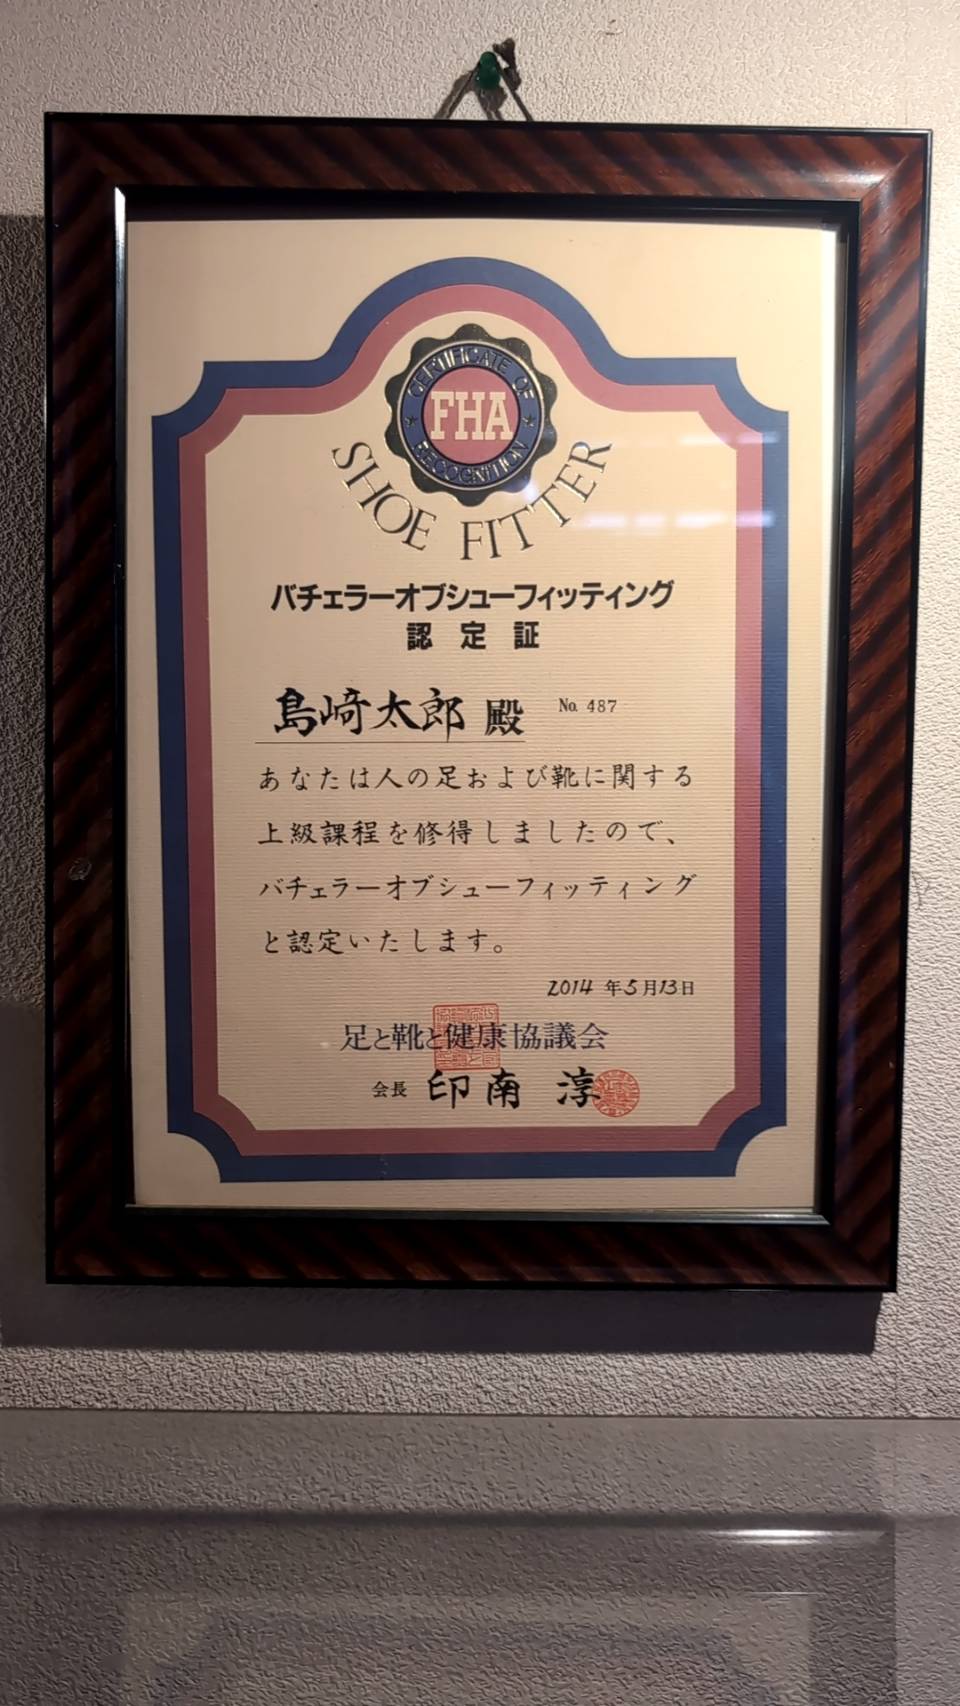 CERTIFICATE OF
FHA
RECOGNITION
SHOE FITTER
バチェラーオブシューフィッティング
認定証
島﨑太郎 殿 No. 487
あなたは人の足および靴に関する
上級課程を修得しましたので、
バチェラーオブシューフィッティング
と認定いたします。
2014年5月13日
足と靴と健康協議会
会長 印南 淳